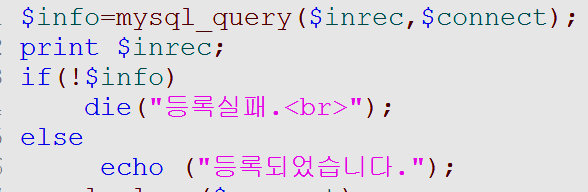 $info=mysql_query($inrec,$connect);
print $inrec;
if(!$info)
die("등록실패.<br>");
else
echo ("등록되었습니다.");